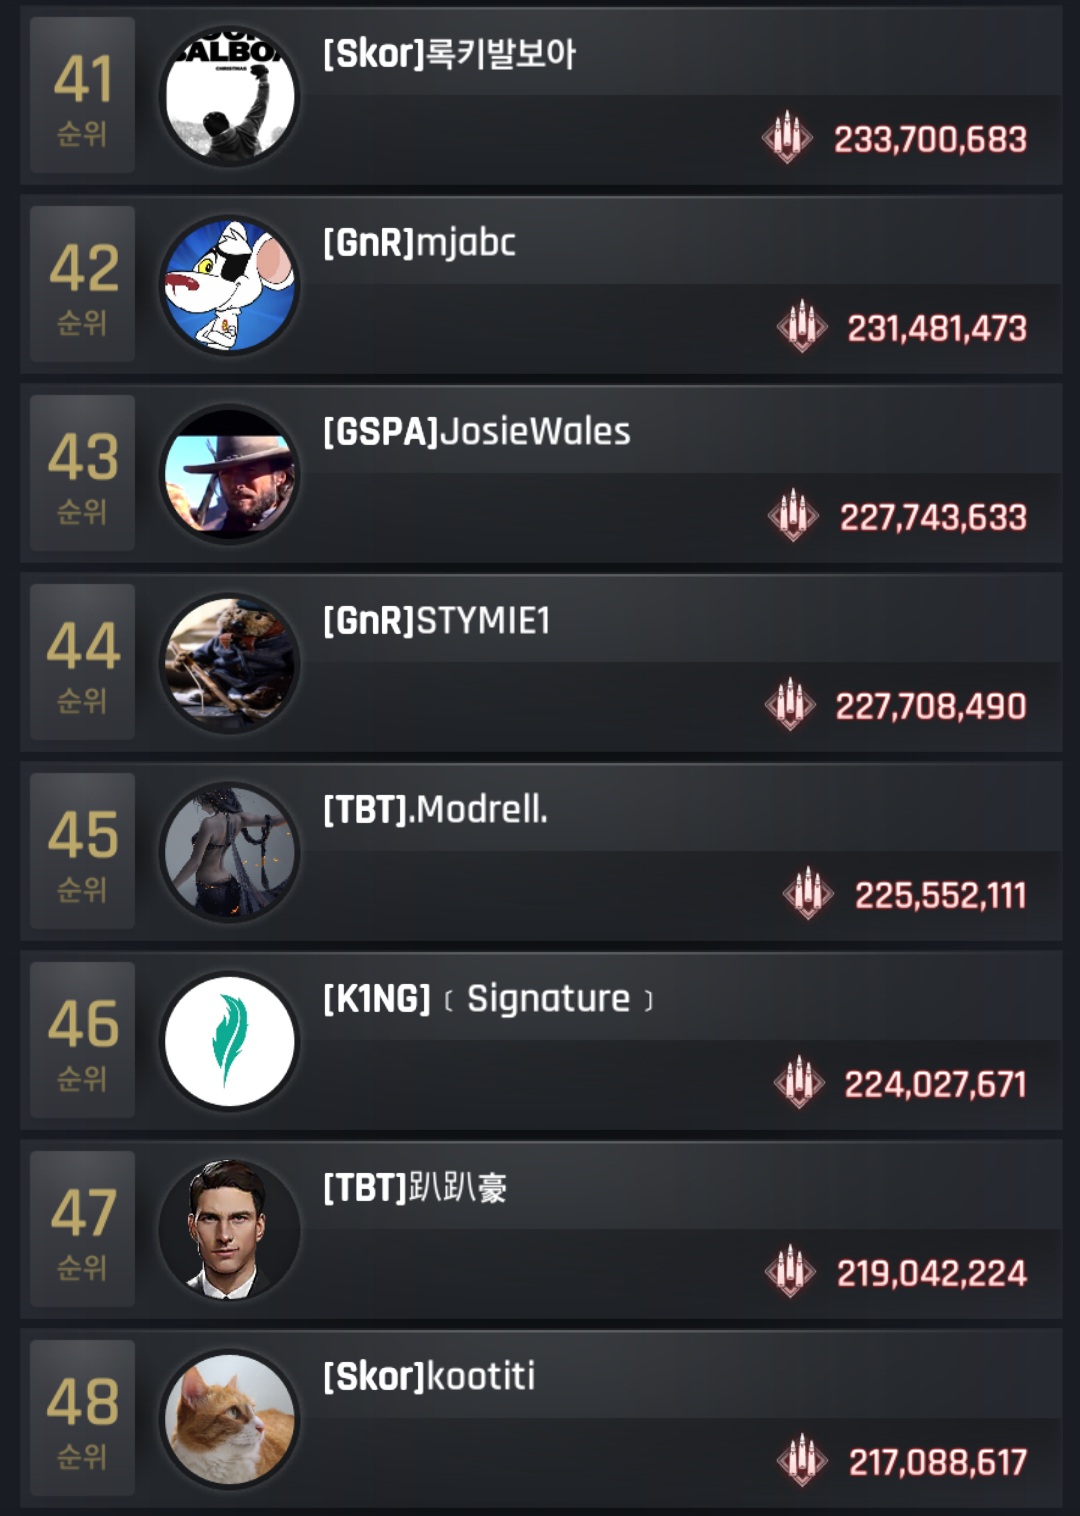 41
순위
BALBOA
CHRISTMAS
[Skor]록키발보아
233,700,683
42
순위
[GnR]mjabc
231,481,473
43
순위
[GSPA]JosieWales
227,743,633
44
순위
[GnR]STYMIE1
227,708,490
45
순위
[TBT].Modrell.
225,552,111
46
순위
[K1NG]﹝Signature﹞
224,027,671
47
순위
[TBT]趴趴豪
219,042,224
48
순위
[Skor]kootiti
217,088,617